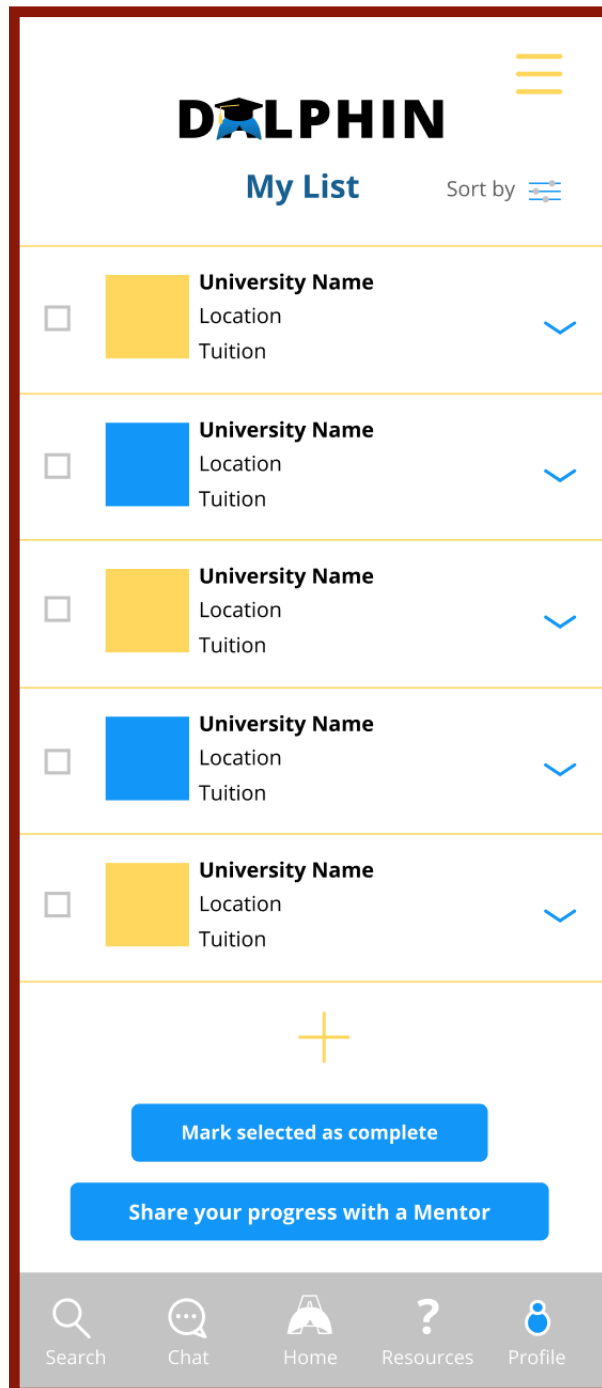 DALPHIN
My List
Sort by
University Name
Location
Tuition
University Name
Location
Tuition
University Name
Location
Tuition
University Name
Location
Tuition
University Name
Location
Tuition
Mark selected as complete
Share your progress with a Mentor
?
Search Chat Home Resources Profile